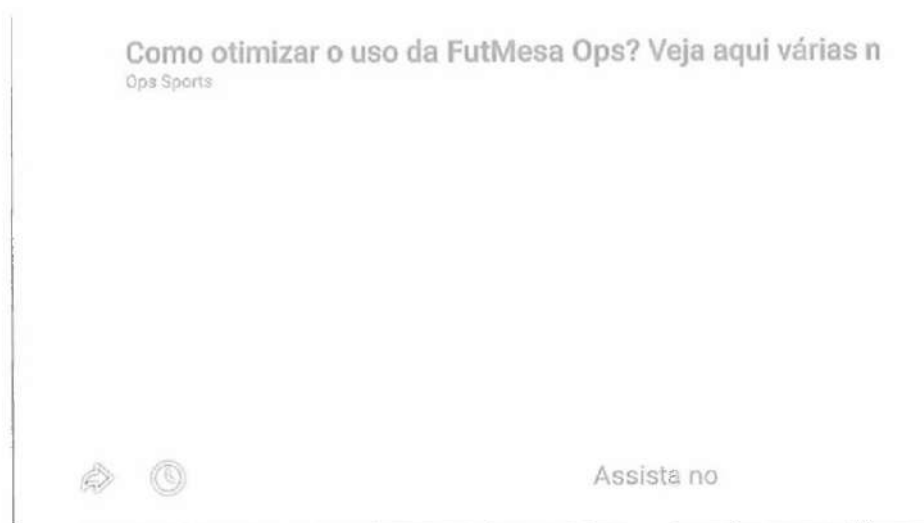 Como otimizar o uso da FutMesa Ops? Veja aqui várias n
Ops Sports
Assista no